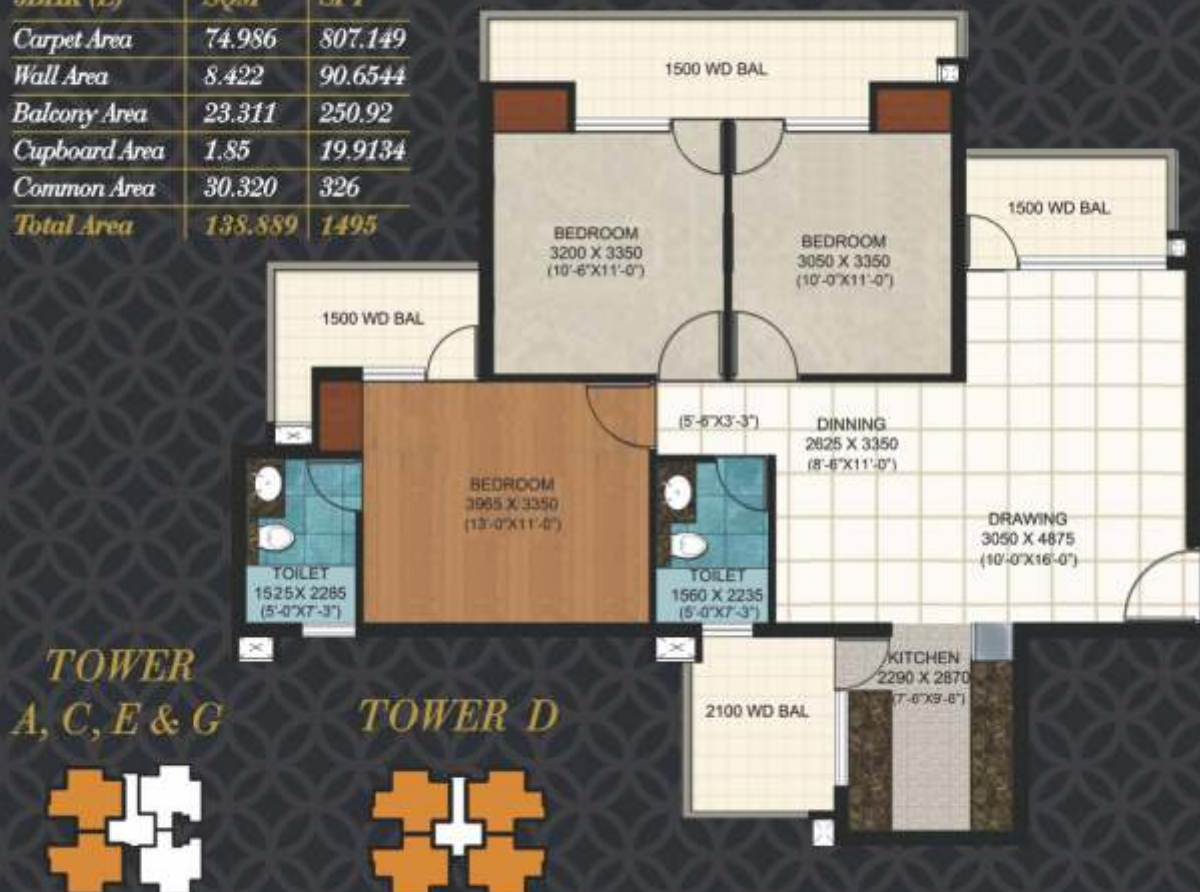 3BHK (L) SQM SFT
Carpet Area 74.986 807.149
Wall Area 8.422 90.6544
Balcony Area 23.311 250.92
Cupboard Area 1.85 19.9134
Common Area 30.320 326
Total Area 138.889 1495
1500 WD BAL
1500 WD BAL
BEDROOM
3200 X 3350
(10'-6"X11'-0")
BEDROOM
3050 X 3350
(10'-0"X11'-0")
1500 WD BAL
(5'-6"X3'-3")
DINNING
2625 X 3350
(8'-6"X11'-0")
BEDROOM
3965 X 3350
(13'-0"X11'-0")
DRAWING
3050 X 4875
(10'-0"X16'-0")
TOILET
1525X 2285
(5'-0"X7'-3")
TOILET
1560 X 2235
(5'-0"X7'-3")
KITCHEN
2290 X 2870
(7'-6"X9'-6")
2100 WD BAL
TOWER
A, C, E & G
TOWER D